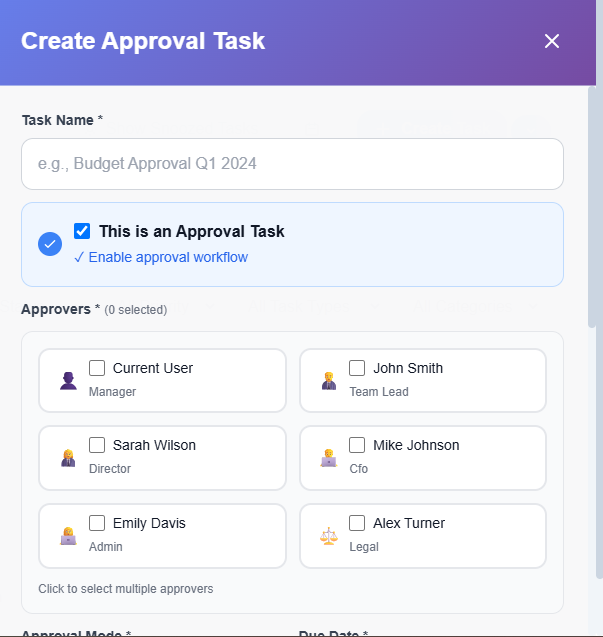 Create Approval Task
Task Name *
e.g., Budget Approval Q1 2024
This is an Approval Task
✓ Enable approval workflow
Approvers * (0 selected)
Current User
Manager
John Smith
Team Lead
Sarah Wilson
Director
Mike Johnson
Cfo
Emily Davis
Admin
Alex Turner
Legal
Click to select multiple approvers
Approval Mode *
Due Date *